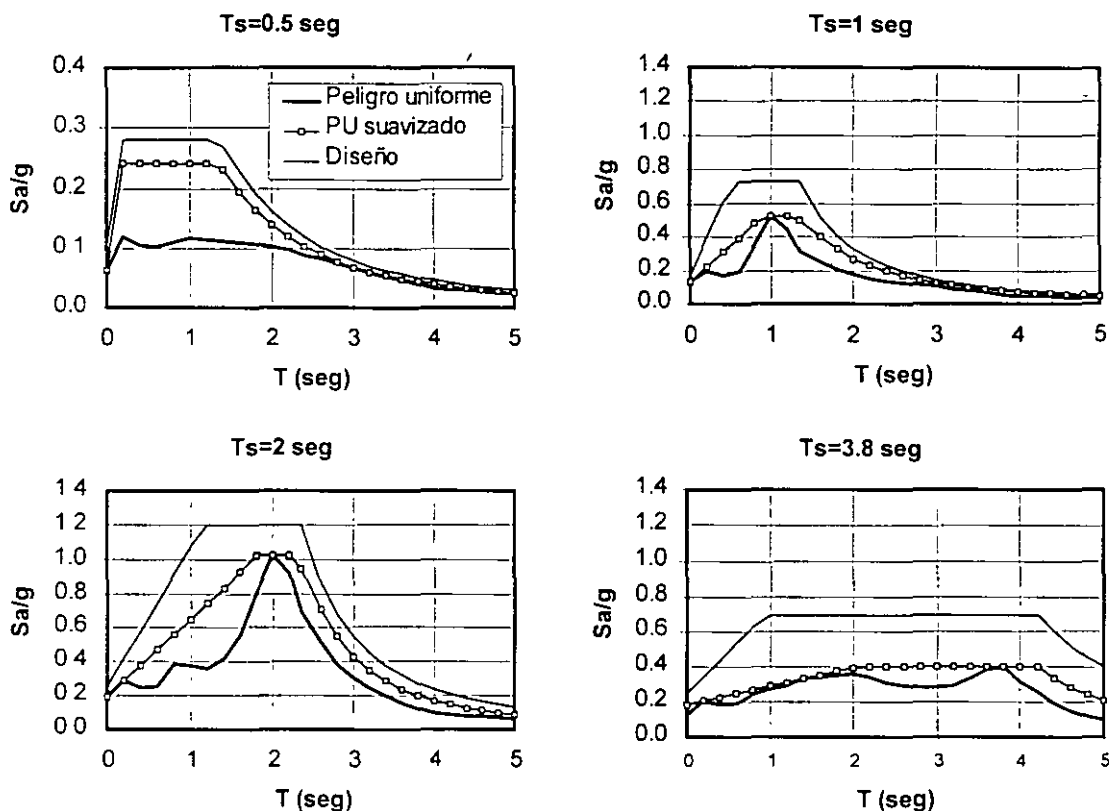 Ts=0.5 seg
0.4
0.3
0.2
0.1
0.0
Sa/g
Peligro uniforme
PU suavizado
Diseño
0 1 2 3 4 5
T (seg)
Ts=1 seg
1.4
1.2
1.0
0.8
0.6
0.4
0.2
0.0
Sa/g
0 1 2 3 4 5
T (seg)
Ts=2 seg
1.4
1.2
1.0
0.8
0.6
0.4
0.2
0.0
Sa/g
0 1 2 3 4 5
T (seg)
Ts=3.8 seg
1.4
1.2
1.0
0.8
0.6
0.4
0.2
0.0
Sa/g
0 1 2 3 4 5
T (seg)